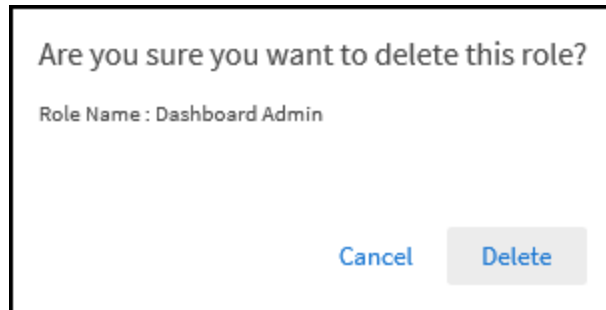 Are you sure you want to delete this role?
Role Name : Dashboard Admin
Cancel Delete